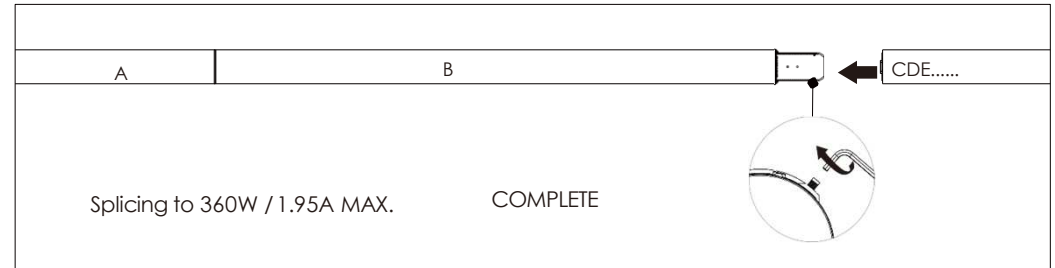 A
B
CDE......
Splicing to 360W / 1.95A MAX.
COMPLETE